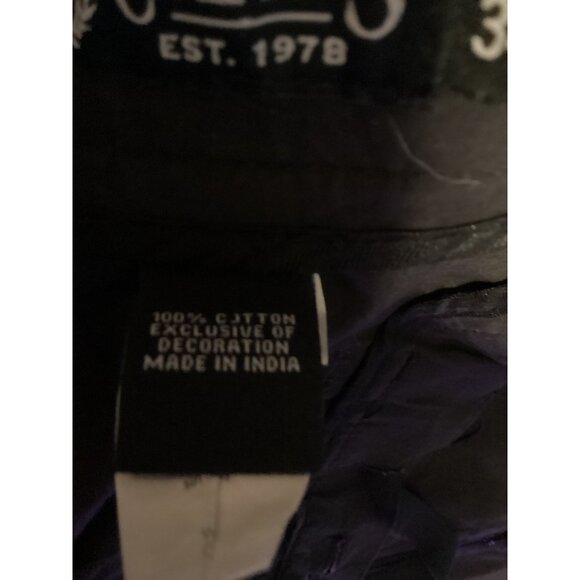 EST. 1978
100% COTTON
EXCLUSIVE OF
DECORATION
MADE IN INDIA